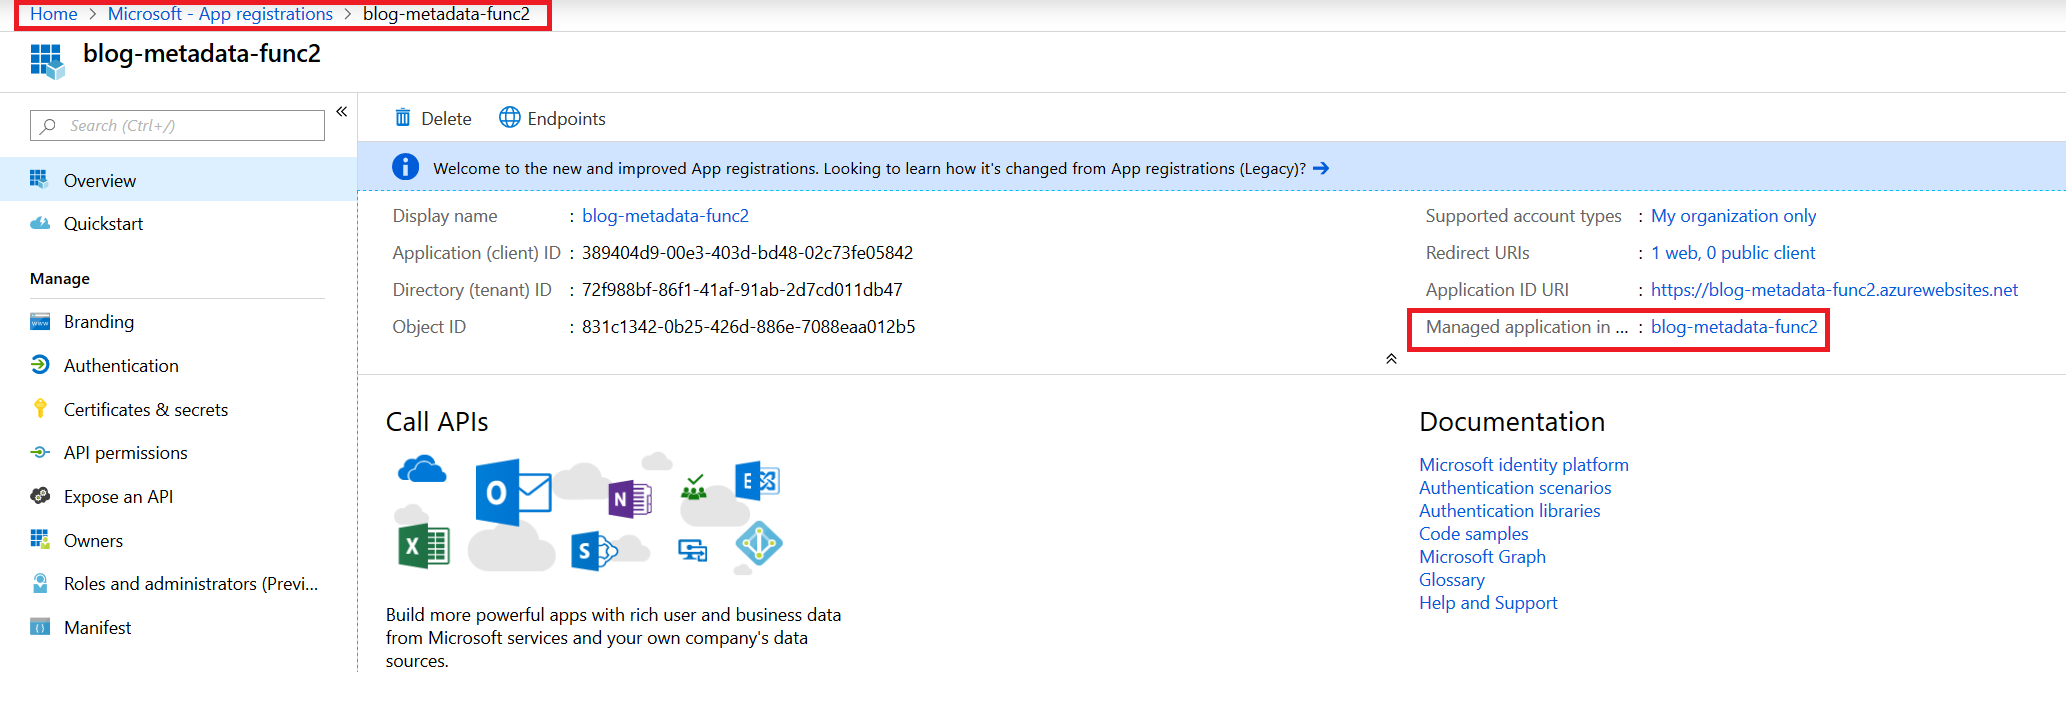 Home > Microsoft - App registrations > blog-metadata-func2
blog-metadata-func2
Search (Ctrl+/)
«
Overview
Quickstart
Manage
Branding
Authentication
Certificates & secrets
API permissions
Expose an API
Owners
Roles and administrators (Previ...
Manifest
Delete
Endpoints
Welcome to the new and improved App registrations. Looking to learn how it's changed from App registrations (Legacy)? →
Display name : blog-metadata-func2
Application (client) ID : 389404d9-00e3-403d-bd48-02c73fe05842
Directory (tenant) ID : 72f988bf-86f1-41af-91ab-2d7cd011db47
Object ID : 831c1342-0b25-426d-886e-7088eaa012b5
Supported account types : My organization only
Redirect URIs : 1 web, 0 public client
Application ID URI : https://blog-metadata-func2.azurewebsites.net
Managed application in ... : blog-metadata-func2
Call APIs
Build more powerful apps with rich user and business data
from Microsoft services and your own company's data
sources.
Documentation
Microsoft identity platform
Authentication scenarios
Authentication libraries
Code samples
Microsoft Graph
Glossary
Help and Support